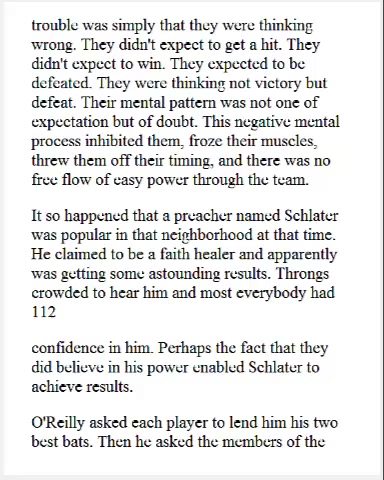 trouble was simply that they were thinking
wrong. They didn't expect to get a hit. They
didn't expect to win. They expected to be
defeated. They were thinking not victory but
defeat. Their mental pattern was not one of
expectation but of doubt. This negative mental
process inhibited them, froze their muscles,
threw them off their timing, and there was no
free flow of easy power through the team.
It so happened that a preacher named Schlater
was popular in that neighborhood at that time.
He claimed to be a faith healer and apparently
was getting some astounding results. Throngs
crowded to hear him and most everybody had
112
confidence in him. Perhaps the fact that they
did believe in his power enabled Schlater to
achieve results.
O'Reilly asked each player to lend him his two
best bats. Then he asked the members of the